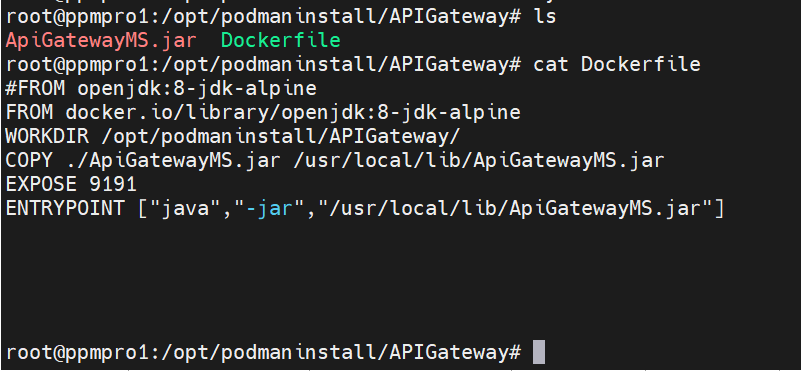 root@ppmpro1:/opt/podmaninstall/APIGateway# ls
ApiGatewayMS.jar  Dockerfile
root@ppmpro1:/opt/podmaninstall/APIGateway# cat Dockerfile
#FROM openjdk:8-jdk-alpine
FROM docker.io/library/openjdk:8-jdk-alpine
WORKDIR /opt/podmaninstall/APIGateway/
COPY ./ApiGatewayMS.jar /usr/local/lib/ApiGatewayMS.jar
EXPOSE 9191
ENTRYPOINT ["java","-jar","/usr/local/lib/ApiGatewayMS.jar"]
root@ppmpro1:/opt/podmaninstall/APIGateway#